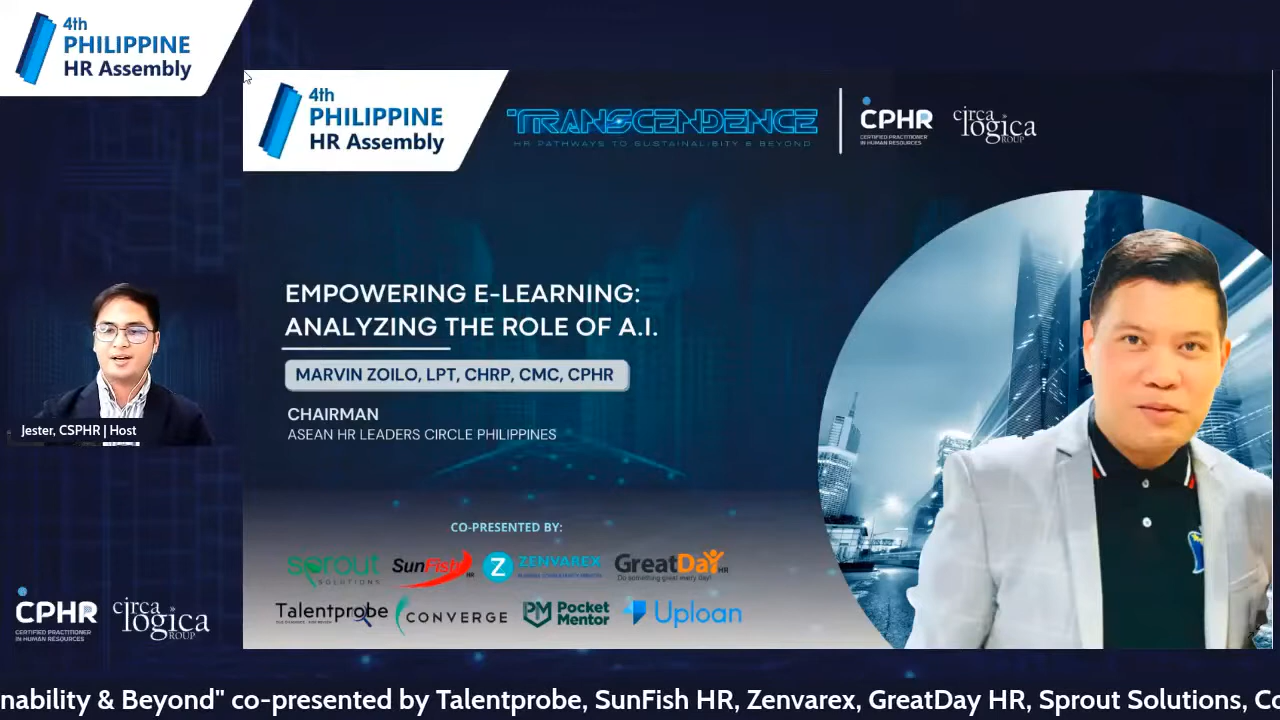 4th
PHILIPPINE
HR Assembly
4th
PHILIPPINE
HR Assembly
TRANSCENDENCE
HR PATHWAYS TO SUSTAINALIBITY & BEYOND
CPHR
CERTIFIED PRACTITIONER
IN HUMAN RESOURCES
circa
logica
GROUP
EMPOWERING E-LEARNING:
ANALYZING THE ROLE OF A.I.
MARVIN ZOILO, LPT, CHRP, CMC, CPHR
CHAIRMAN
ASEAN HR LEADERS CIRCLE PHILIPPINES
Jester, CSPHR | Host
CO-PRESENTED BY:
sprout
SOLUTIONS
SunFish HR
Z ZENVAREX
GreatDay HR
Do something great every day!
Talentprobe
CONVERGE
PM Pocket
Mentor
Uploan
CPHR
CERTIFIED PRACTITIONER
IN HUMAN RESOURCES
circa
logica
GROUP
nability & Beyond" co-presented by Talentprobe, SunFish HR, Zenvarex, GreatDay HR, Sprout Solutions, Co